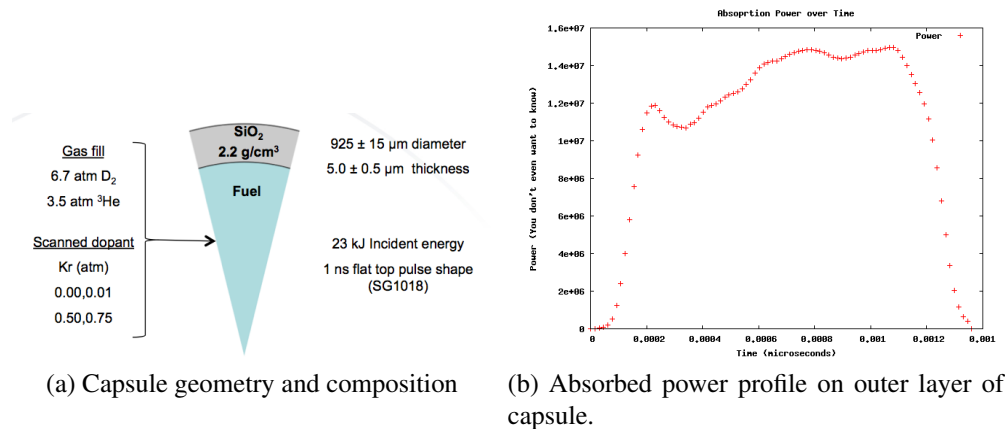 Gas fill
6.7 atm D₂
3.5 atm ³He
Scanned dopant
Kr (atm)
0.00,0.01
0.50,0.75
SiO₂
2.2 g/cm³
Fuel
925 ± 15 μm diameter
5.0 ± 0.5 μm thickness
23 kJ Incident energy
1 ns flat top pulse shape
(SG1018)
(a) Capsule geometry and composition
Absoprtion Power over Time
Power
Power (You don't even want to know)
1.6e+07
1.4e+07
1.2e+07
1e+07
8e+06
6e+06
4e+06
2e+06
0
0 0.0002 0.0004 0.0006 0.0008 0.001 0.0012 0.001
Time (microseconds)
(b) Absorbed power profile on outer layer of
capsule.